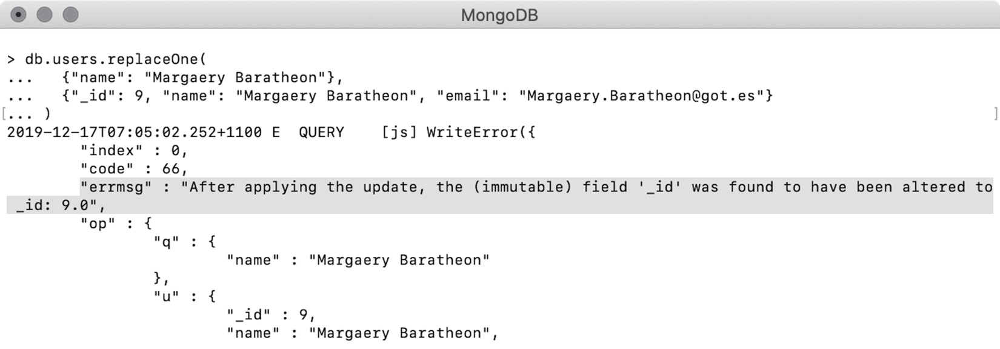 MongoDB
> db.users.replaceOne(
...   {"name": "Margaery Baratheon"},
...   {"_id": 9, "name": "Margaery Baratheon", "email": "Margaery.Baratheon@got.es"}
[... ) ]
2019-12-17T07:05:02.252+1100 E  QUERY    [js] WriteError({
        "index" : 0,
        "code" : 66,
        "errmsg" : "After applying the update, the (immutable) field '_id' was found to have been altered to
 _id: 9.0",
        "op" : {
                "q" : {
                        "name" : "Margaery Baratheon"
                },
                "u" : {
                        "_id" : 9,
                        "name" : "Margaery Baratheon",